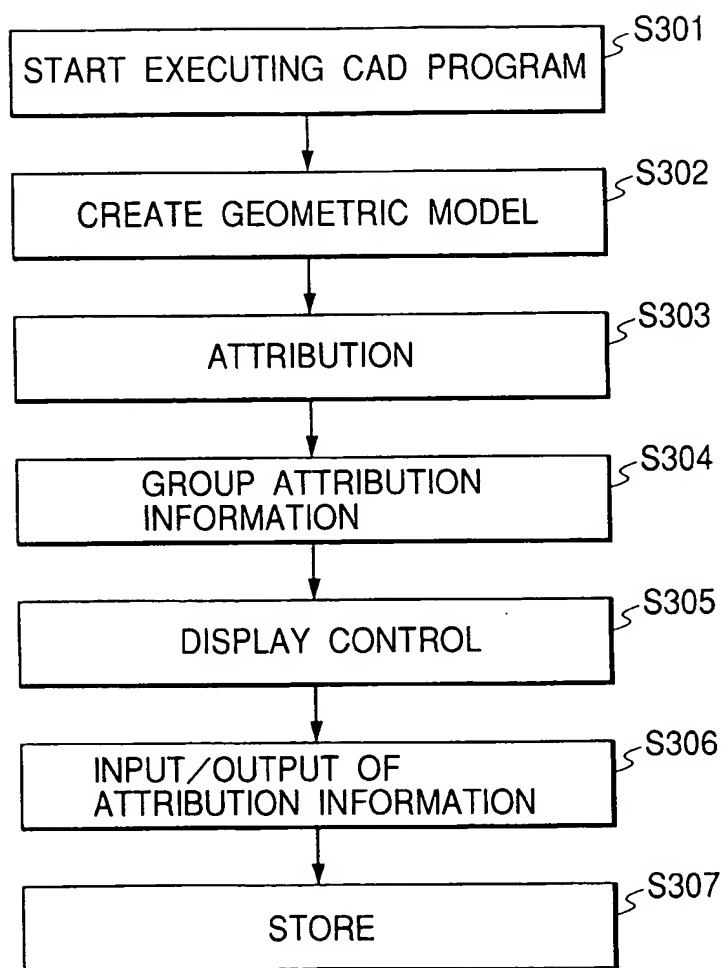 S301
START EXECUTING CAD PROGRAM
S302
CREATE GEOMETRIC MODEL
S303
ATTRIBUTION
S304
GROUP ATTRIBUTION
INFORMATION
S305
DISPLAY CONTROL
S306
INPUT/OUTPUT OF
ATTRIBUTION INFORMATION
S307
STORE